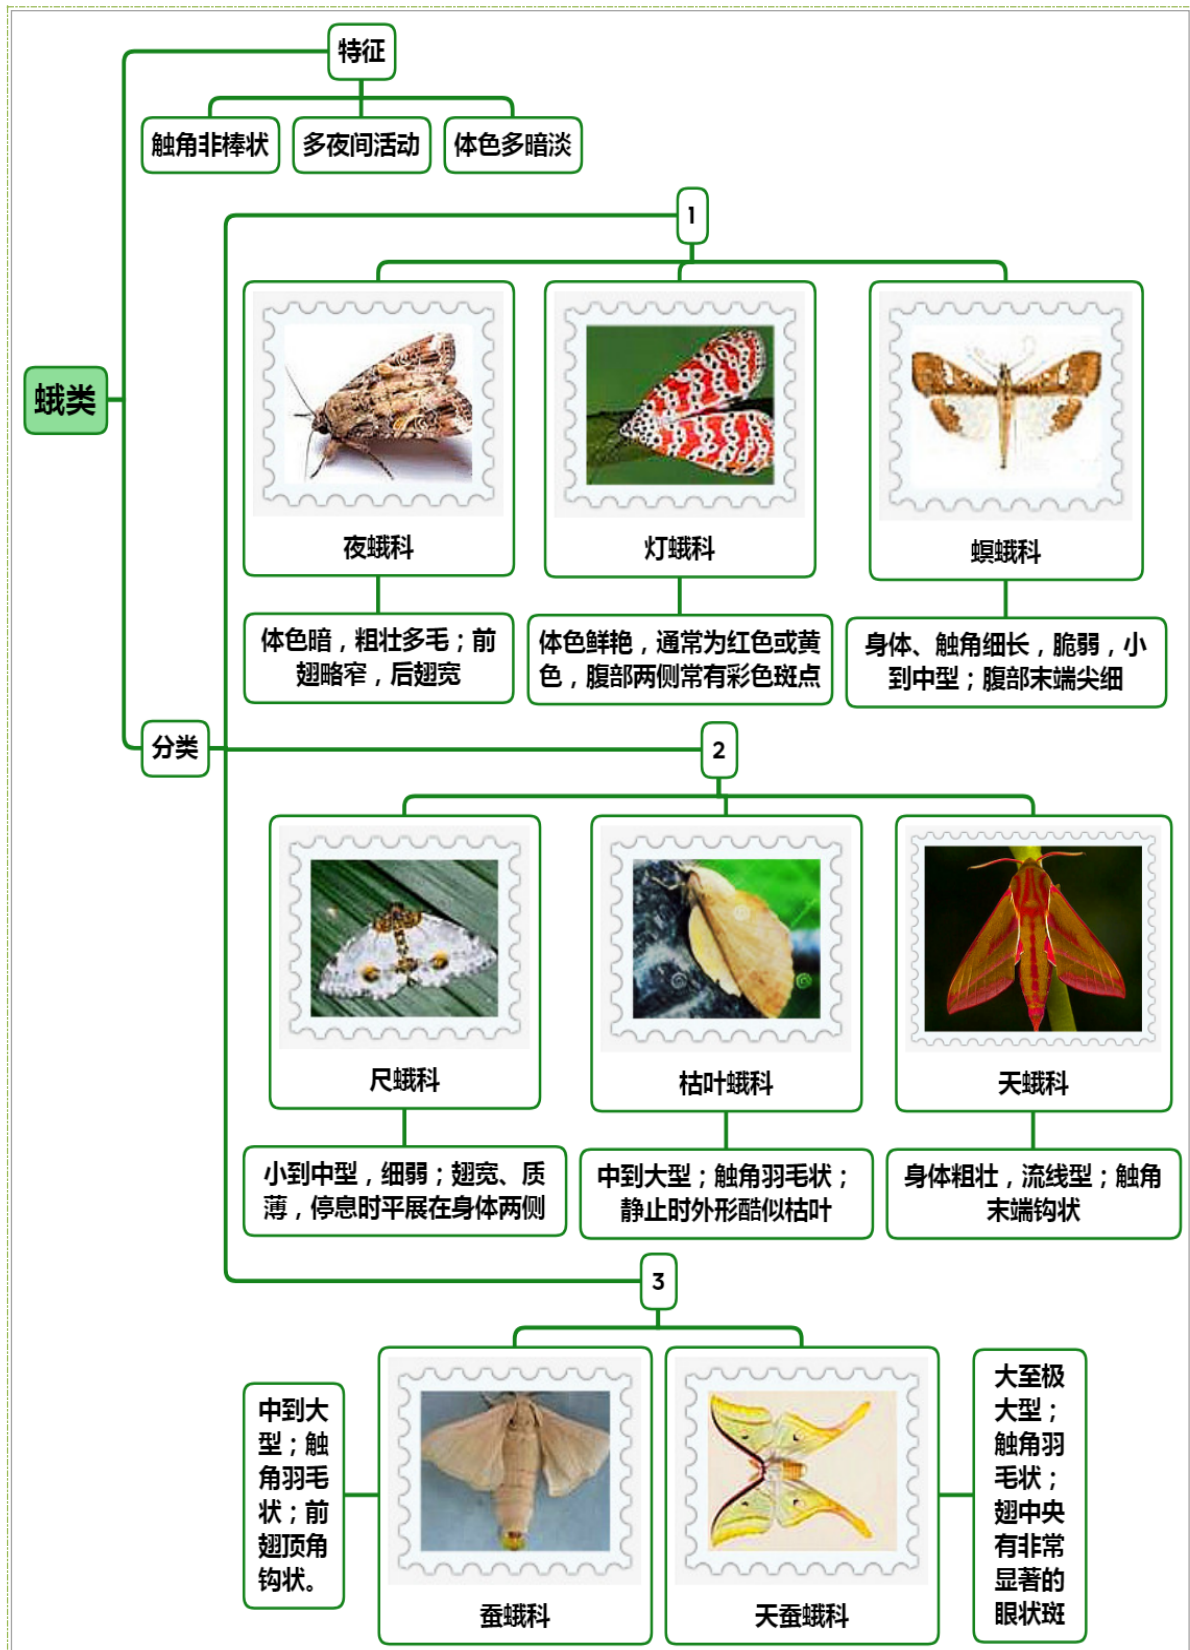 特征
触角非棒状
多夜间活动
体色多暗淡
蛾类
1
夜蛾科
灯蛾科
螟蛾科
体色暗，粗壮多毛；前
翅略窄，后翅宽
体色鲜艳，通常为红色或黄
色，腹部两侧常有彩色斑点
身体、触角细长，脆弱，小
到中型；腹部末端尖细
分类
2
尺蛾科
枯叶蛾科
天蛾科
小到中型，细弱；翅宽、质
薄，停息时平展在身体两侧
中到大型；触角羽毛状；
静止时外形酷似枯叶
身体粗壮，流线型；触角
末端钩状
3
中到大
型；触
角羽毛
状；前
翅顶角
钩状。
蚕蛾科
天蚕蛾科
大至极
大型；
触角羽
毛状；
翅中央
有非常
显著的
眼状斑